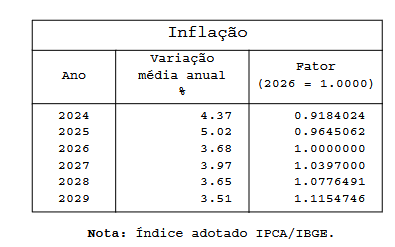 Inflação
Ano
Variação
média anual
%
Fator
(2026 = 1.0000)
2024 4.37 0.9184024
2025 5.02 0.9645062
2026 3.68 1.0000000
2027 3.97 1.0397000
2028 3.65 1.0776491
2029 3.51 1.1154746
Nota: Índice adotado IPCA/IBGE.